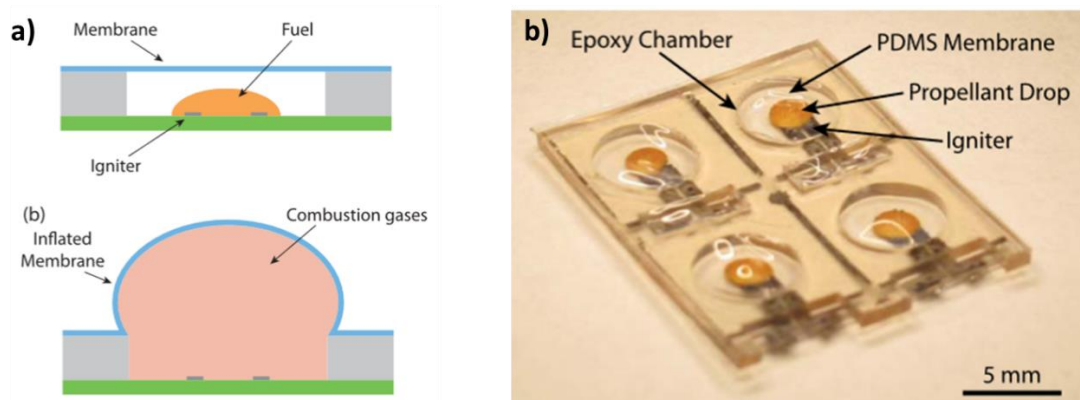 a)
Membrane
Fuel
Igniter
(b)
Inflated
Membrane
Combustion gases
b)
Epoxy Chamber
PDMS Membrane
Propellant Drop
Igniter
5 mm